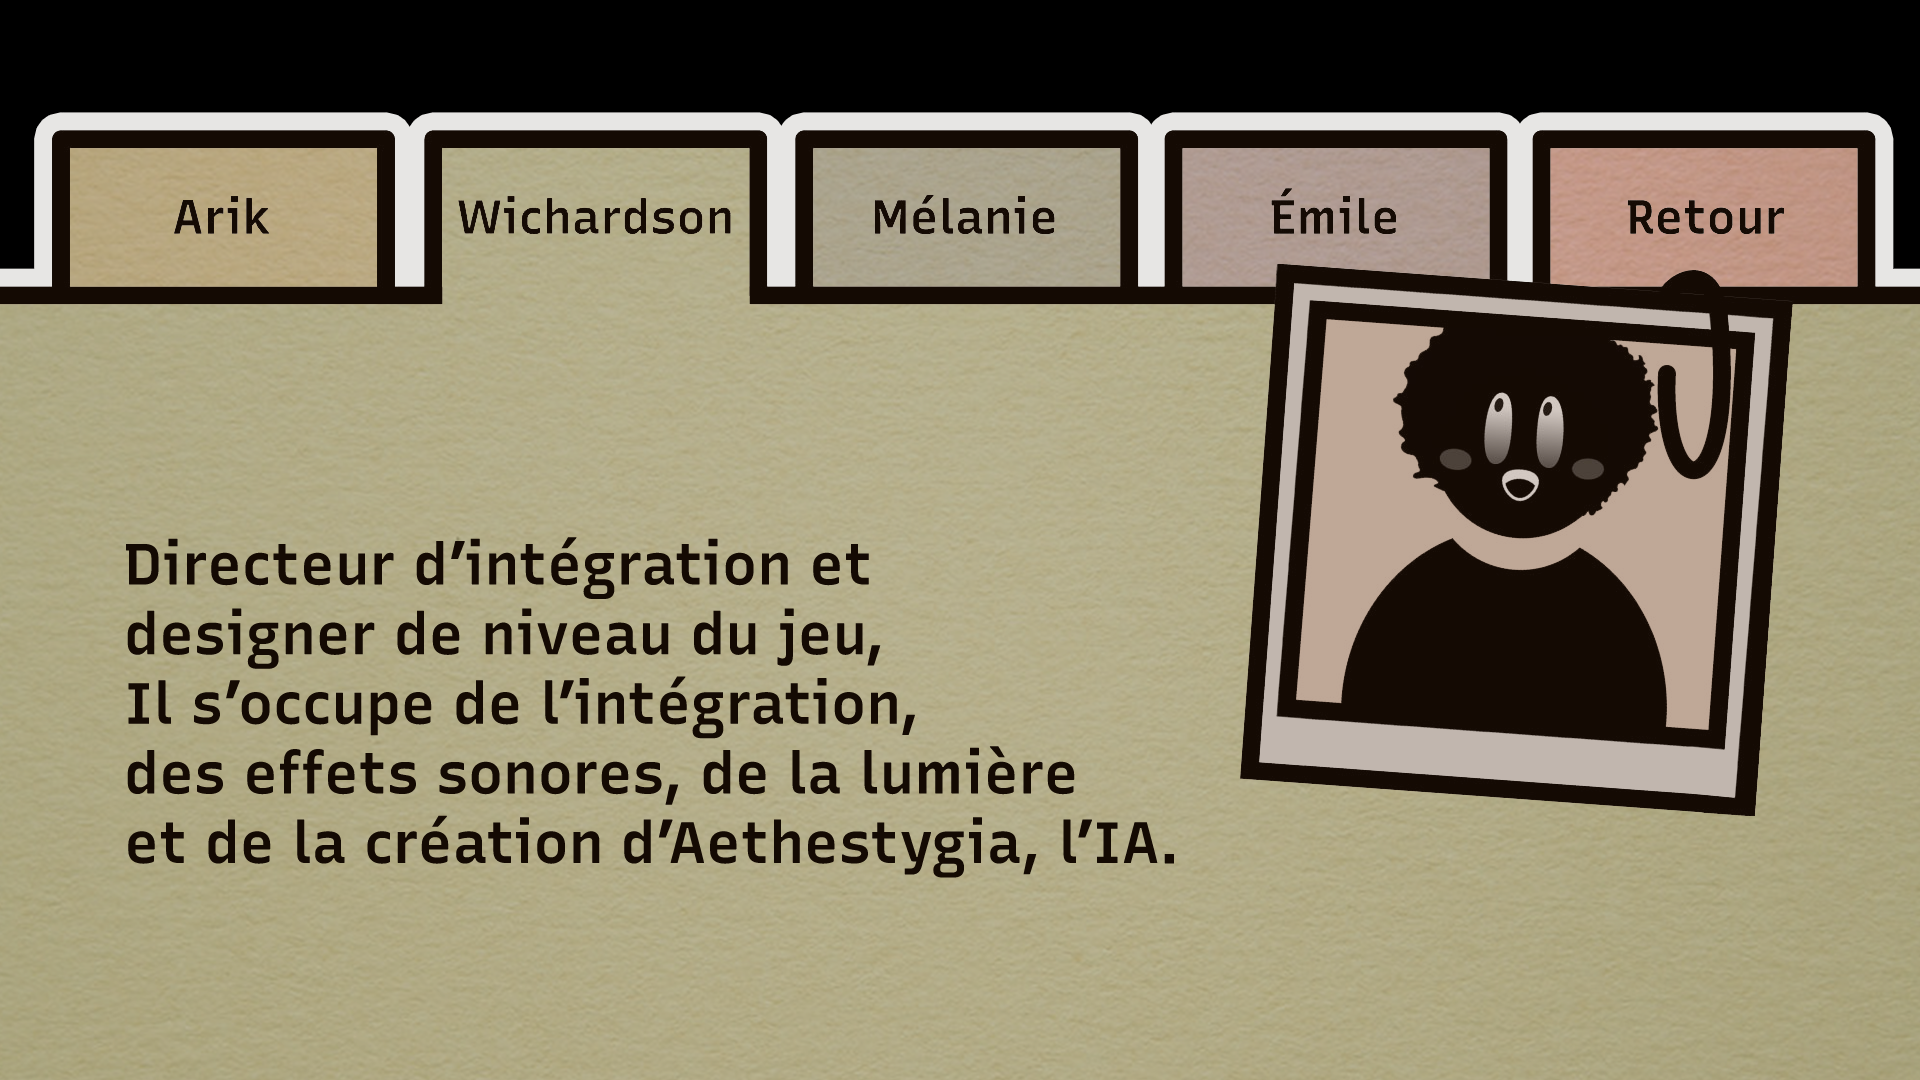 Arik
Wichardson
Mélanie
Émile
Retour
Directeur d’intégration et
designer de niveau du jeu,
Il s’occupe de l’intégration,
des effets sonores, de la lumière
et de la création d’Aethestygia, l’IA.